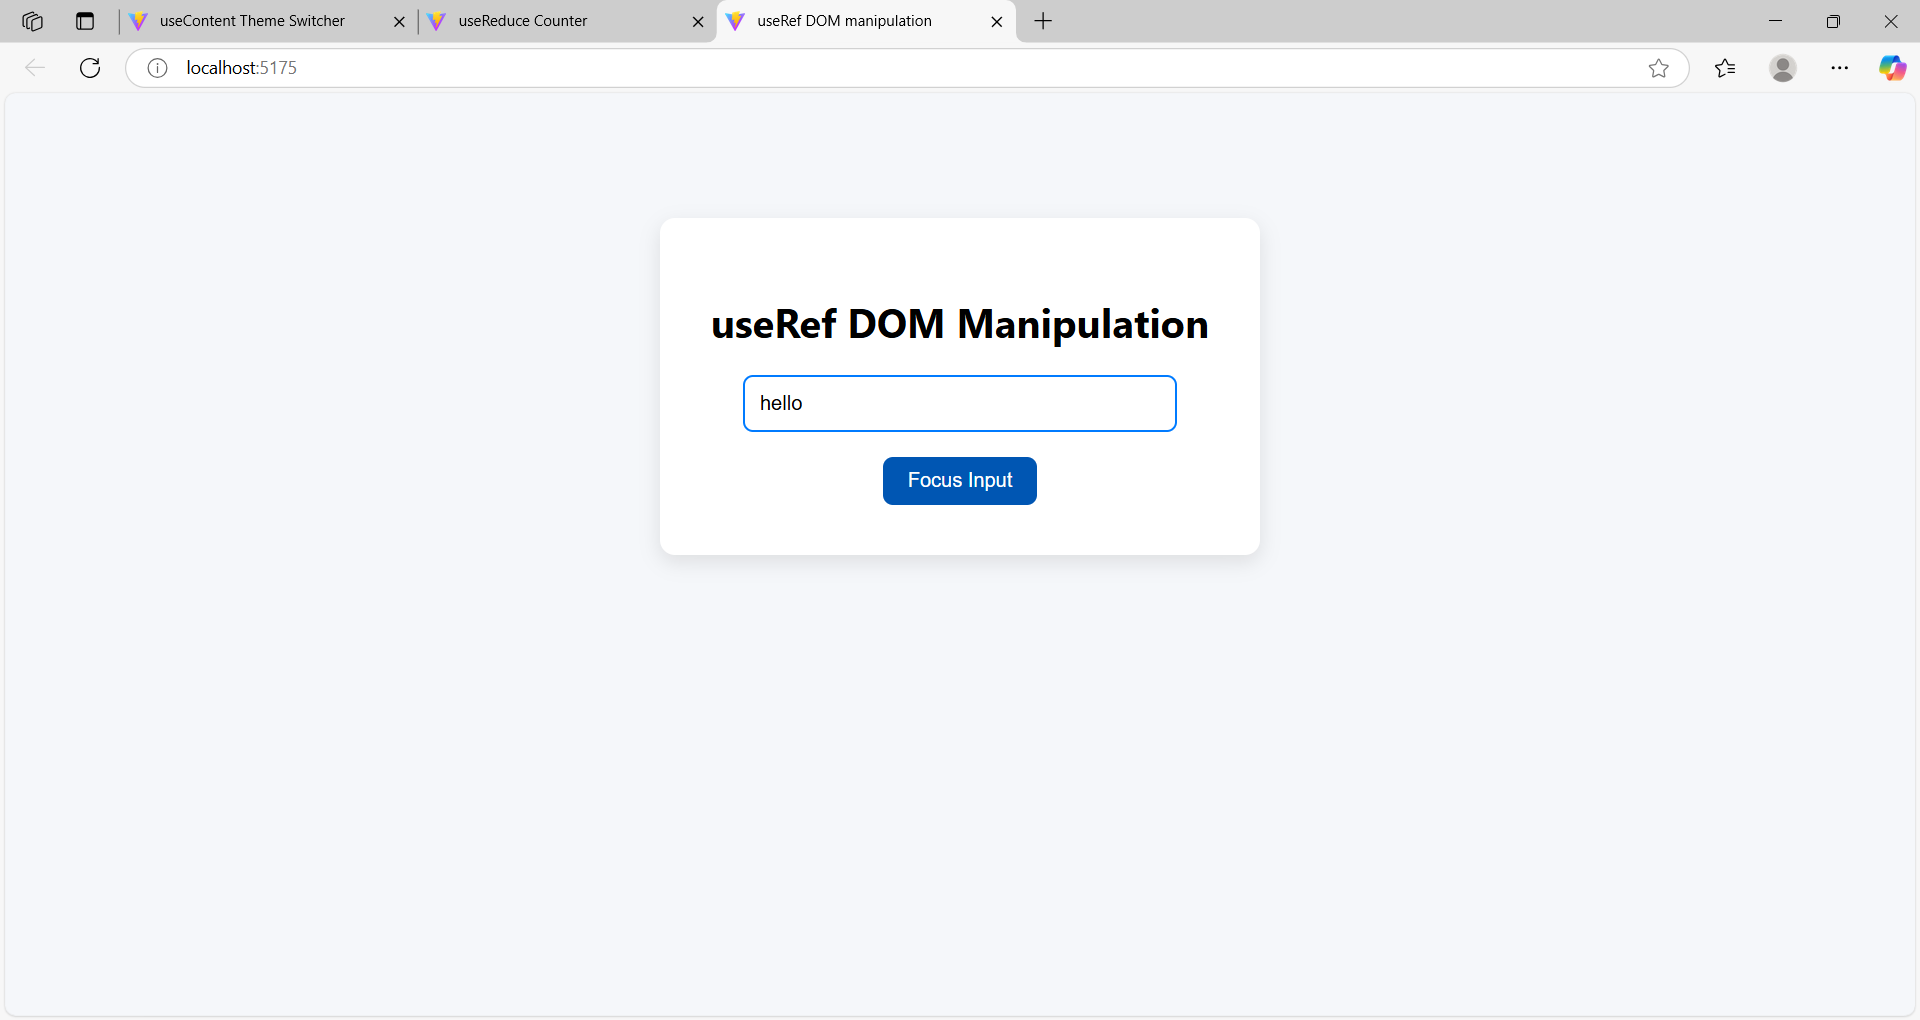 useContent Theme Switcher
useReduce Counter
useRef DOM manipulation
localhost:5175
useRef DOM Manipulation
hello
Focus Input